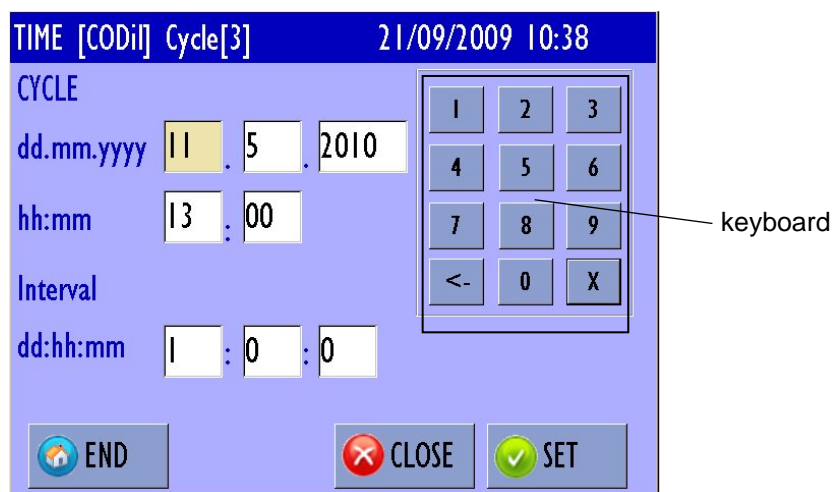 TIME [CODil] Cycle[3] 21/09/2009 10:38
CYCLE
dd.mm.yyyy 11 . 5 . 2010
hh:mm 13 : 00
Interval
dd:hh:mm 1 : 0 : 0
1 2 3
4 5 6
7 8 9
<- 0 X
keyboard
END CLOSE SET